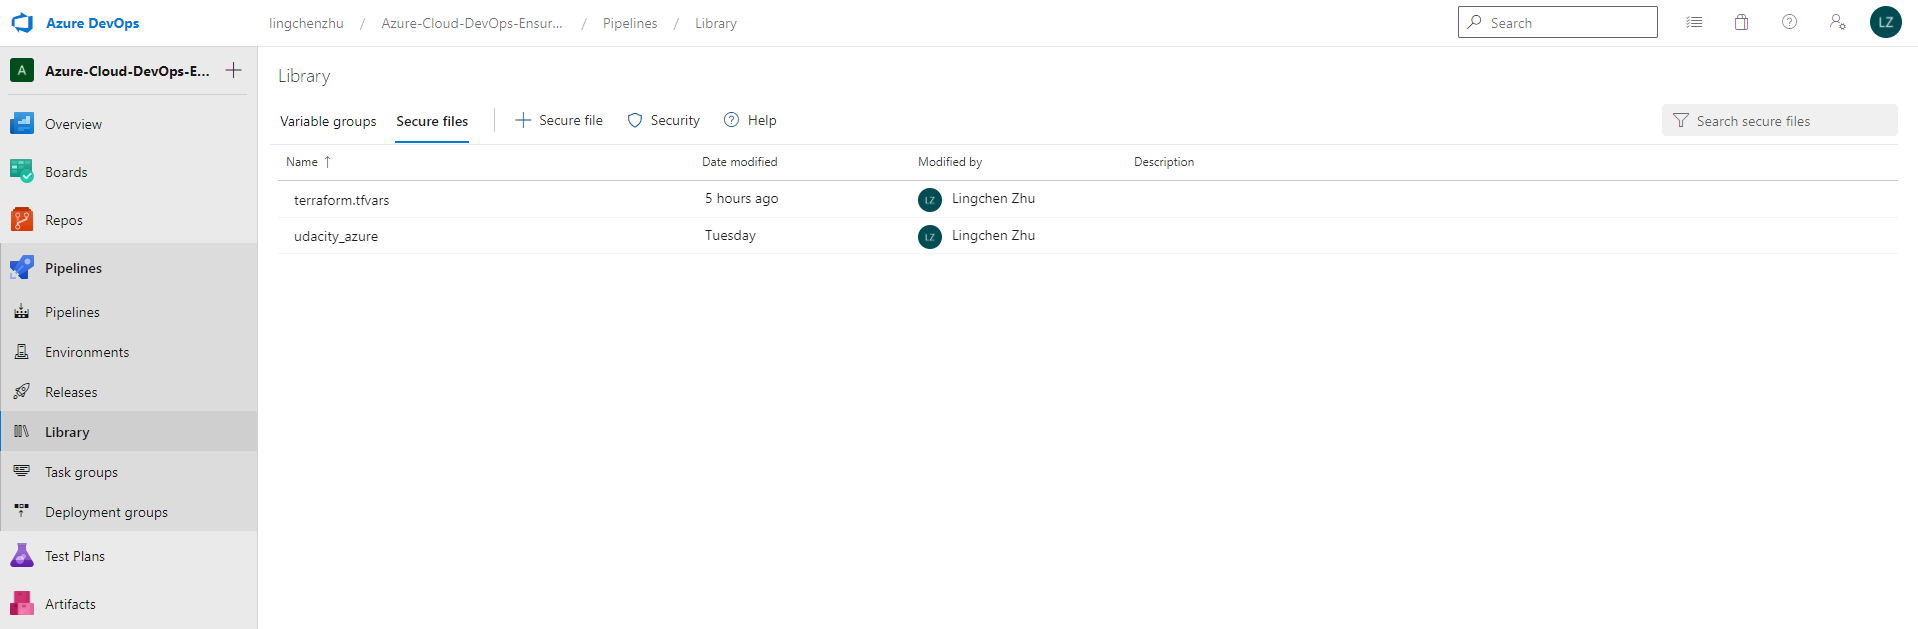 Azure DevOps
lingchenzhu / Azure-Cloud-DevOps-Ensur... / Pipelines / Library
Search
LZ
A Azure-Cloud-DevOps-E...
Overview
Boards
Repos
Pipelines
Pipelines
Environments
Releases
Library
Task groups
Deployment groups
Test Plans
Artifacts
Library
Variable groups Secure files + Secure file Security ? Help
Search secure files
Name ↑ Date modified Modified by Description
terraform.tfvars 5 hours ago LZ Lingchen Zhu
udacity_azure Tuesday LZ Lingchen Zhu